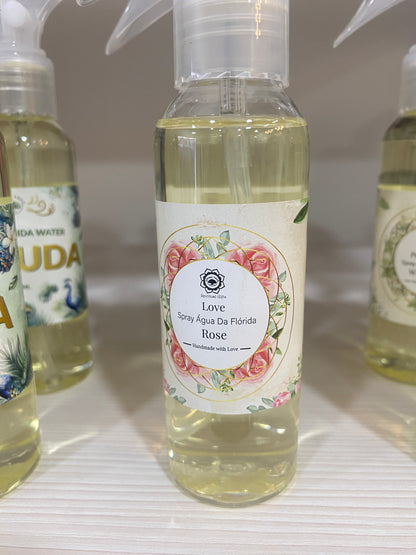 IDA WATER
UDA
Spiritual Gifts
Love
Spray Água Da Flórida
Rose
Handmade with Love